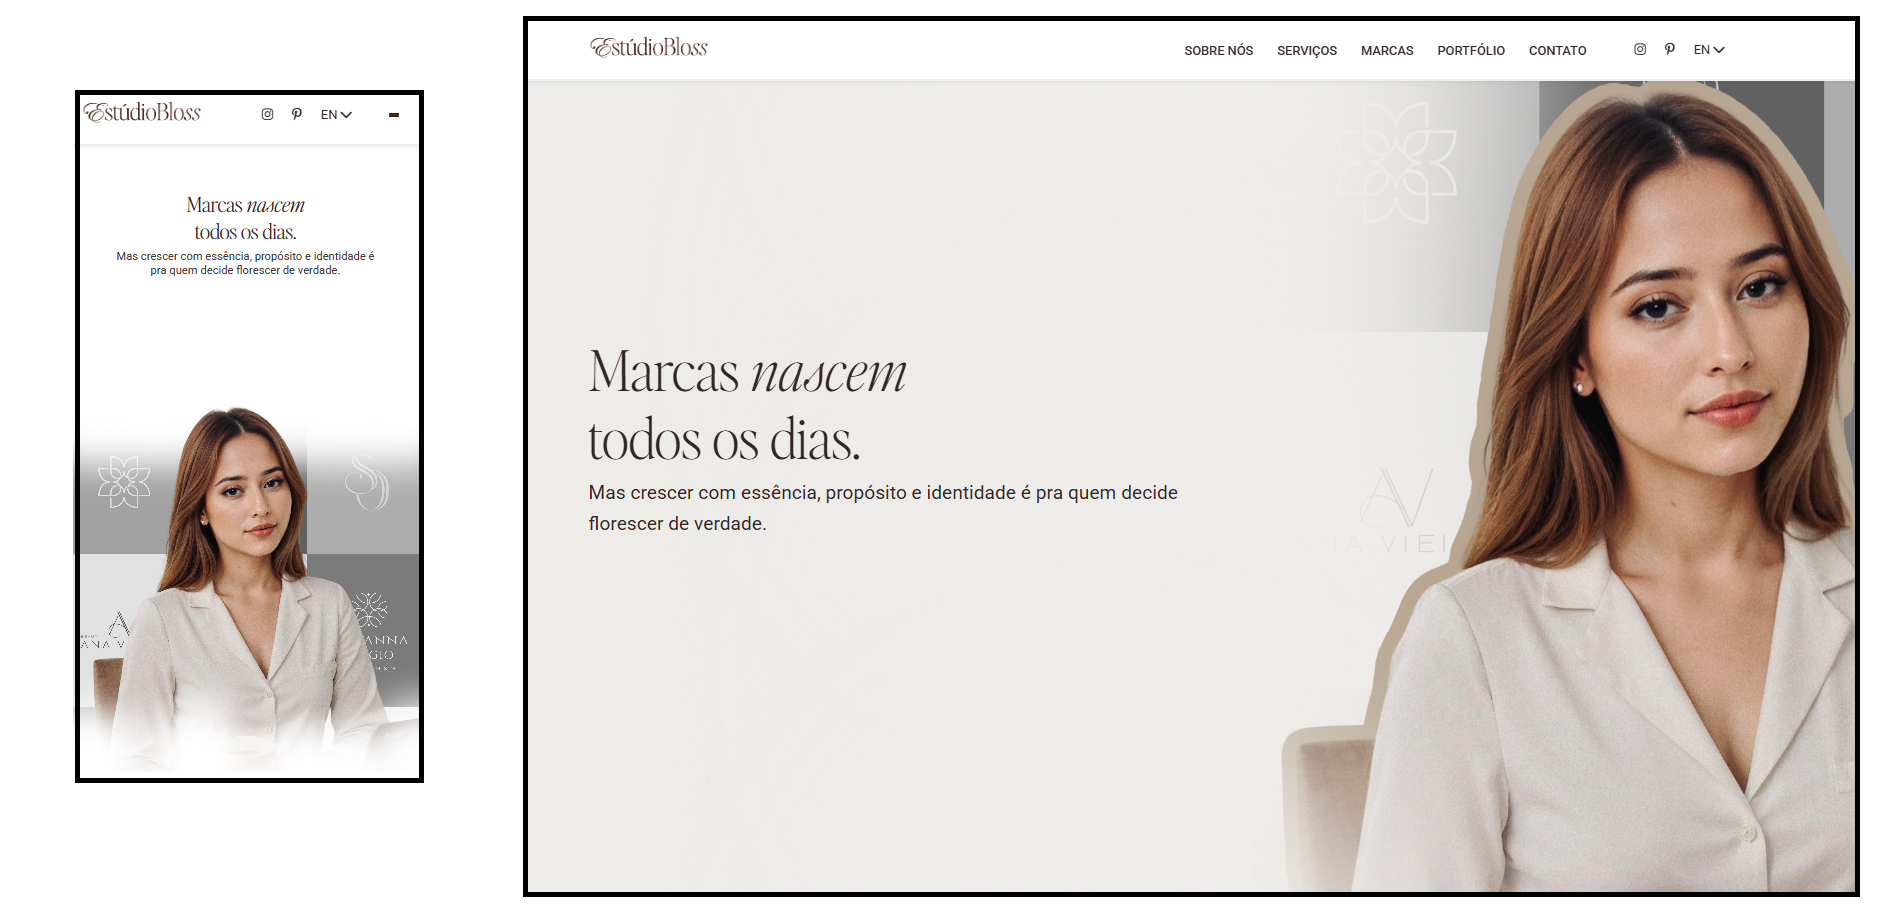 EstúdioBloss
EN
Marcas nascem
todos os dias.
Mas crescer com essência, propósito e identidade é
pra quem decide florescer de verdade.
ANA V
ANNA
GIO
EstúdioBloss
SOBRE NÓS SERVIÇOS MARCAS PORTFÓLIO CONTATO EN
Marcas nascem
todos os dias.
Mas crescer com essência, propósito e identidade é pra quem decide
florescer de verdade.
AV
ANA VIEI